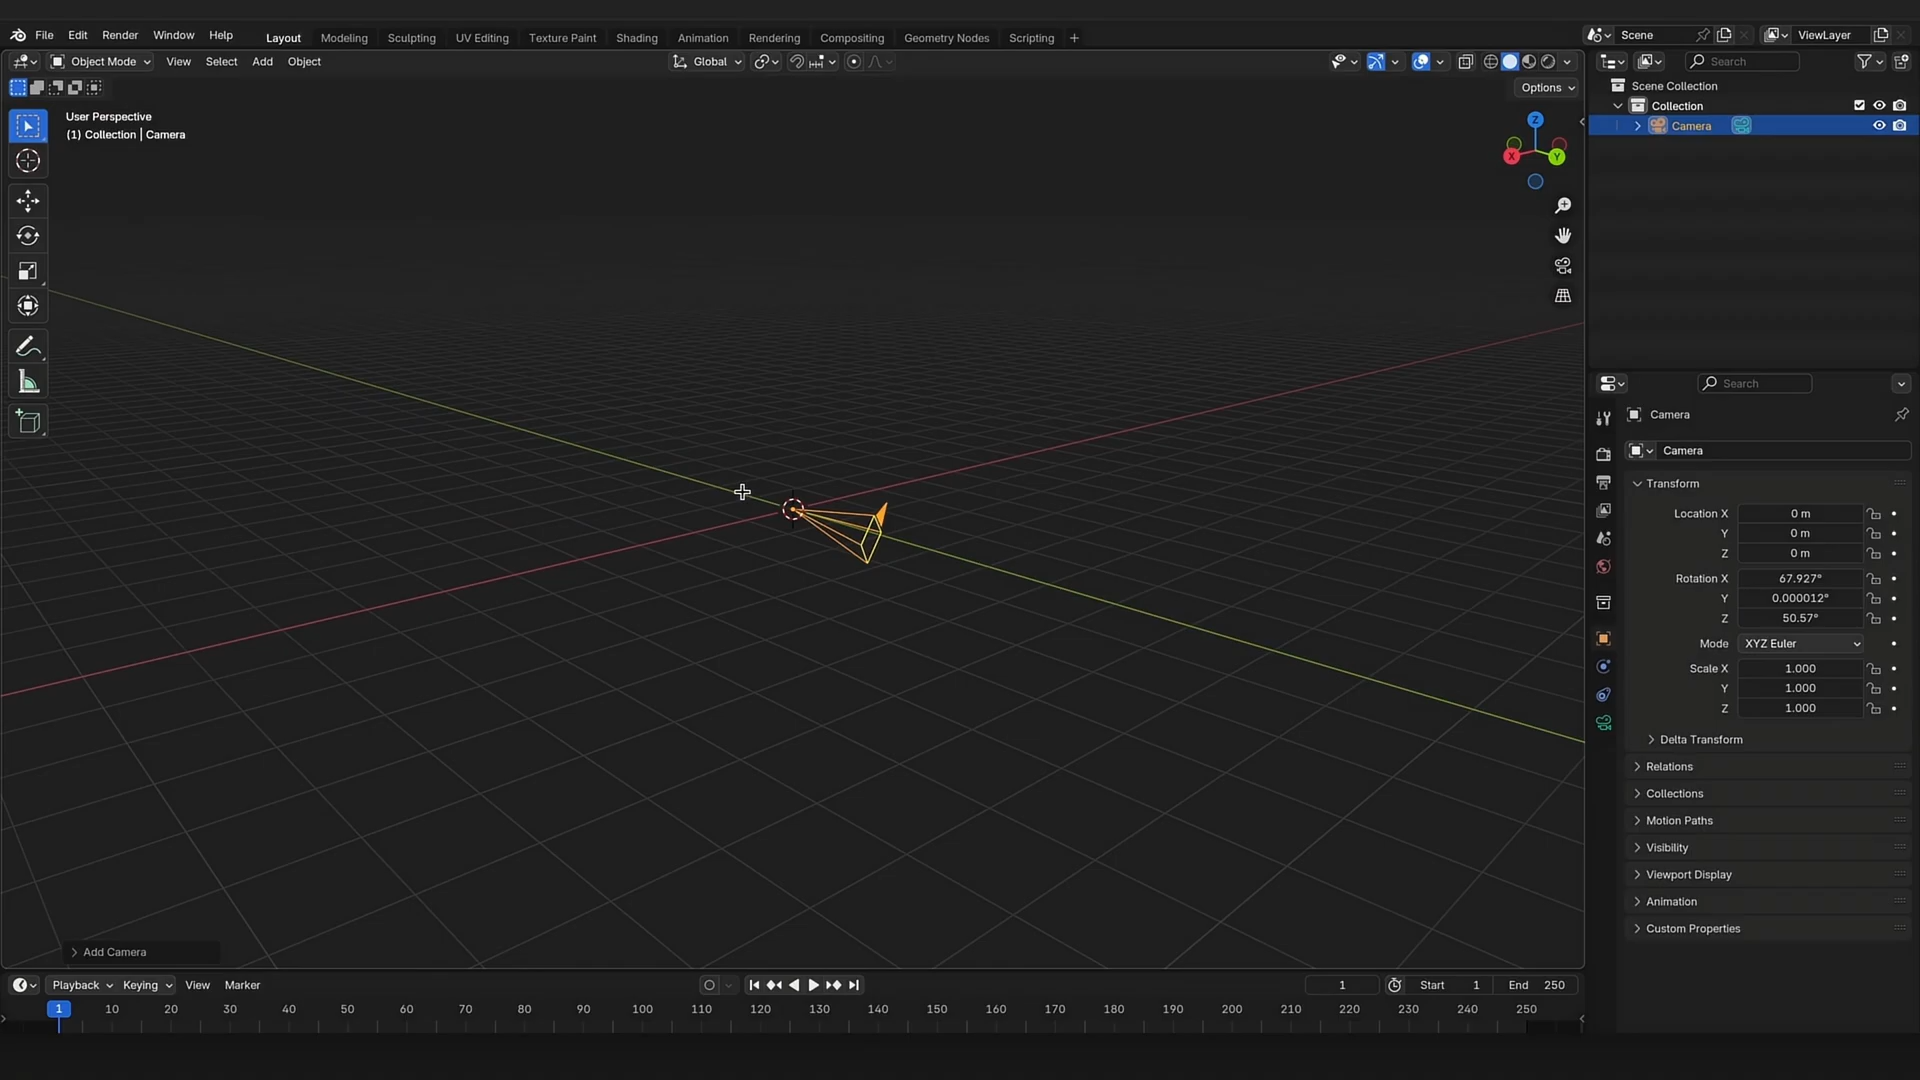 File Edit Render Window Help Layout Modeling Sculpting UV Editing Texture Paint Shading Animation Rendering Compositing Geometry Nodes Scripting + Scene ViewLayer
Object Mode View Select Add Object Global Search
Options
User Perspective
(1) Collection | Camera
Z
X
Y
Scene Collection
Collection
Camera
Search
Camera
Camera
Transform
Location X 0 m
Y 0 m
Z 0 m
Rotation X 67.927°
Y 0.000012°
Z 50.57°
Mode XYZ Euler
Scale X 1.000
Y 1.000
Z 1.000
Delta Transform
Relations
Collections
Motion Paths
Visibility
Viewport Display
Animation
Custom Properties
Add Camera
Playback Keying View Marker 1 Start 1 End 250
1 10 20 30 40 50 60 70 80 90 100 110 120 130 140 150 160 170 180 190 200 210 220 230 240 250